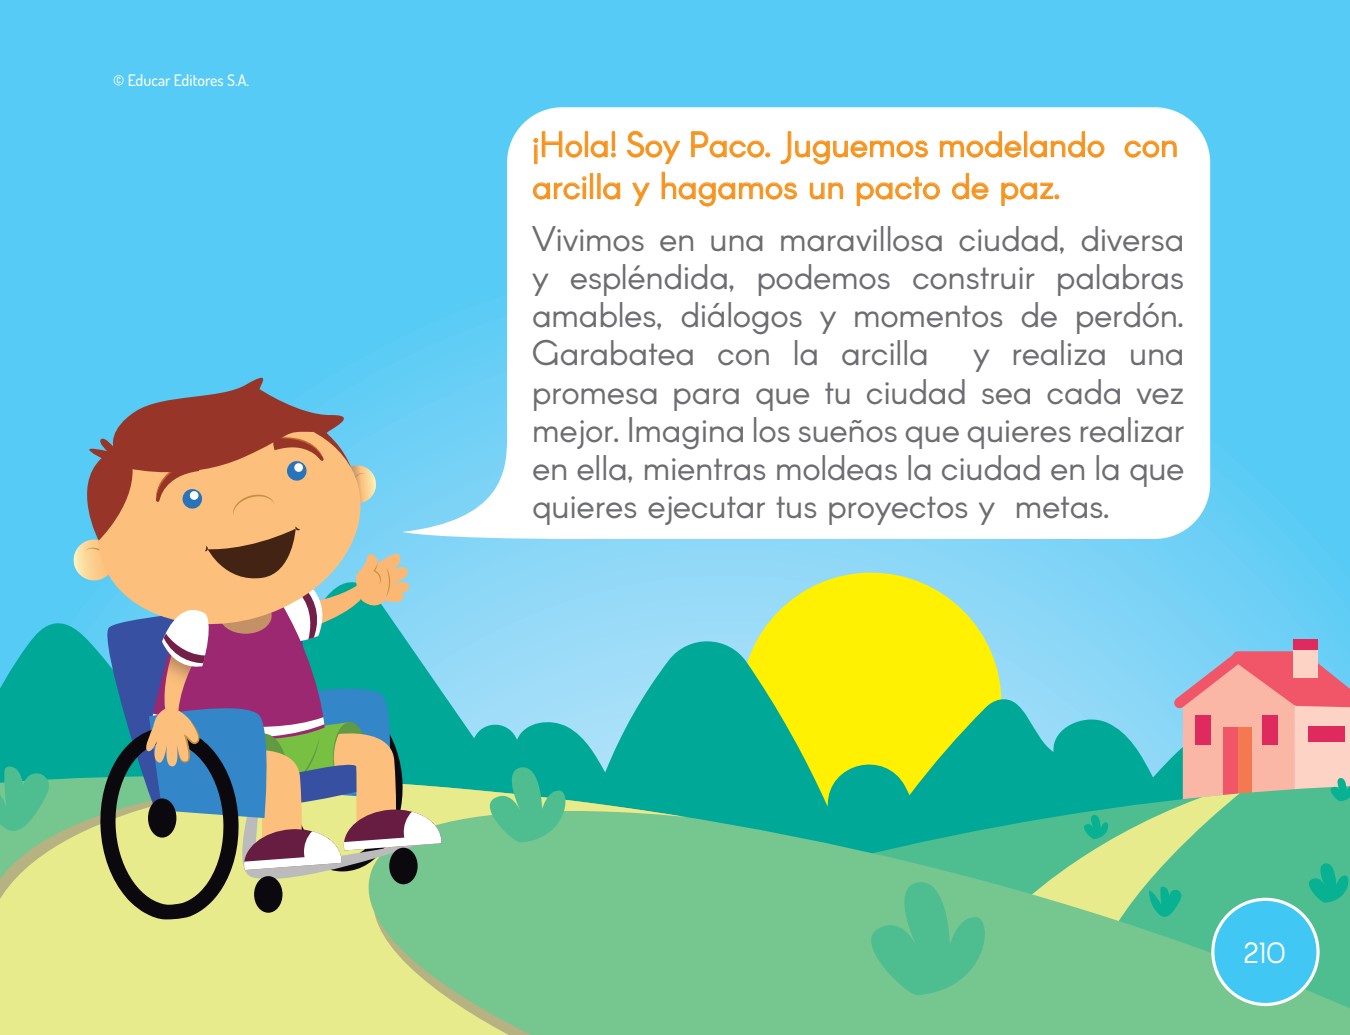 © Educar Editores S.A.
¡Hola! Soy Paco. Juguemos modelando con
arcilla y hagamos un pacto de paz.
Vivimos en una maravillosa ciudad, diversa
y espléndida, podemos construir palabras
amables, diálogos y momentos de perdón.
Garabatea con la arcilla y realiza una
promesa para que tu ciudad sea cada vez
mejor. Imagina los sueños que quieres realizar
en ella, mientras moldeas la ciudad en la que
quieres ejecutar tus proyectos y metas.
210